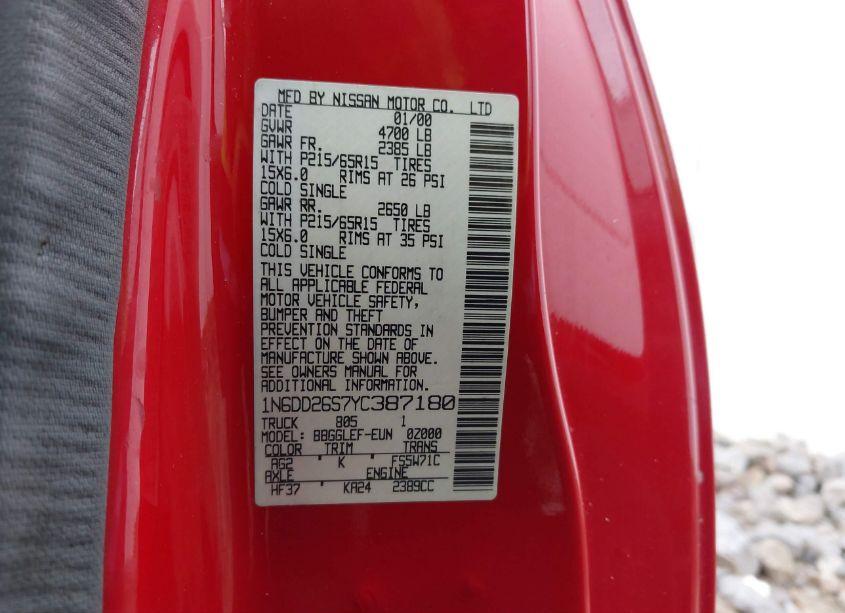 MFD BY NISSAN MOTOR CO. LTD
DATE 01/00
GVWR 4700 LB
GAWR FR. 2385 LB
WITH P215/65R15 TIRES
15X6.0 RIMS AT 26 PSI
COLD SINGLE
GAWR RR. 2650 LB
WITH P215/65R15 TIRES
15X6.0 RIMS AT 35 PSI
COLD SINGLE
THIS VEHICLE CONFORMS TO
ALL APPLICABLE FEDERAL
MOTOR VEHICLE SAFETY,
BUMPER AND THEFT
PREVENTION STANDARDS IN
EFFECT ON THE DATE OF
MANUFACTURE SHOWN ABOVE.
SEE OWNERS MANUAL FOR
ADDITIONAL INFORMATION
1N6DD26S7YC387180
TRUCK 805 1
MODEL: BBGGLEF-EUN 0Z000
COLOR TRIM TRANS
AG2 K FS5W71C
AXLE ENGINE
HF37 KA24 2389CC